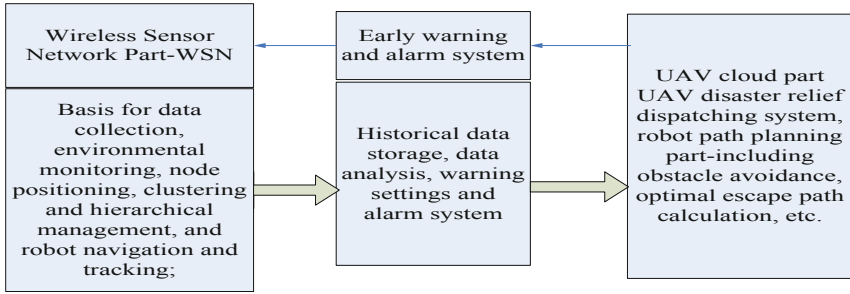 Wireless Sensor
Network Part-WSN
Basis for data
collection,
environmental
monitoring, node
positioning, clustering
and hierarchical
management, and
robot navigation and
tracking;
Early warning
and alarm system
Historical data
storage, data
analysis, warning
settings and
alarm system
UAV cloud part
UAV disaster relief
dispatching system,
robot path planning
part-including
obstacle avoidance,
optimal escape path
calculation, etc.